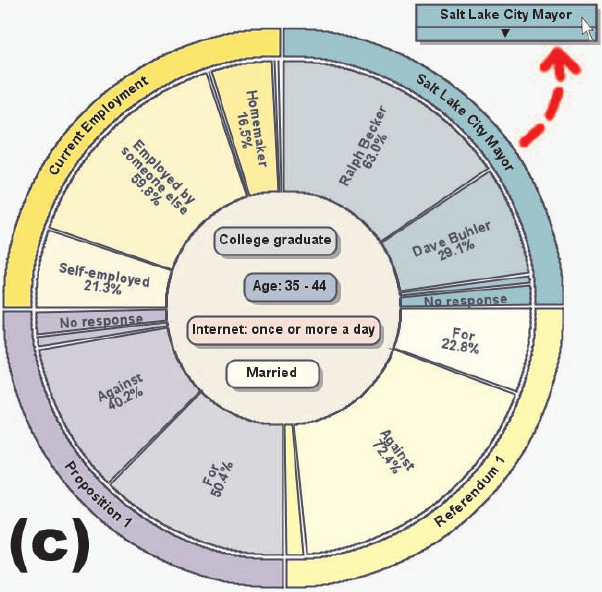 Salt Lake City Mayor
▼
Current Employment
Salt Lake City Mayor
Homemaker
16.5%
Ralph Becker
63.0%
Employed by
someone else
59.8%
Dave Buhler
29.1%
College graduate
Self-employed
21.3%
Age: 35 - 44
No response
No response
Internet: once or more a day
For
22.8%
Married
Against
40.2%
Against
72.4%
For
50.4%
Proposition 1
Referendum 1
(c)